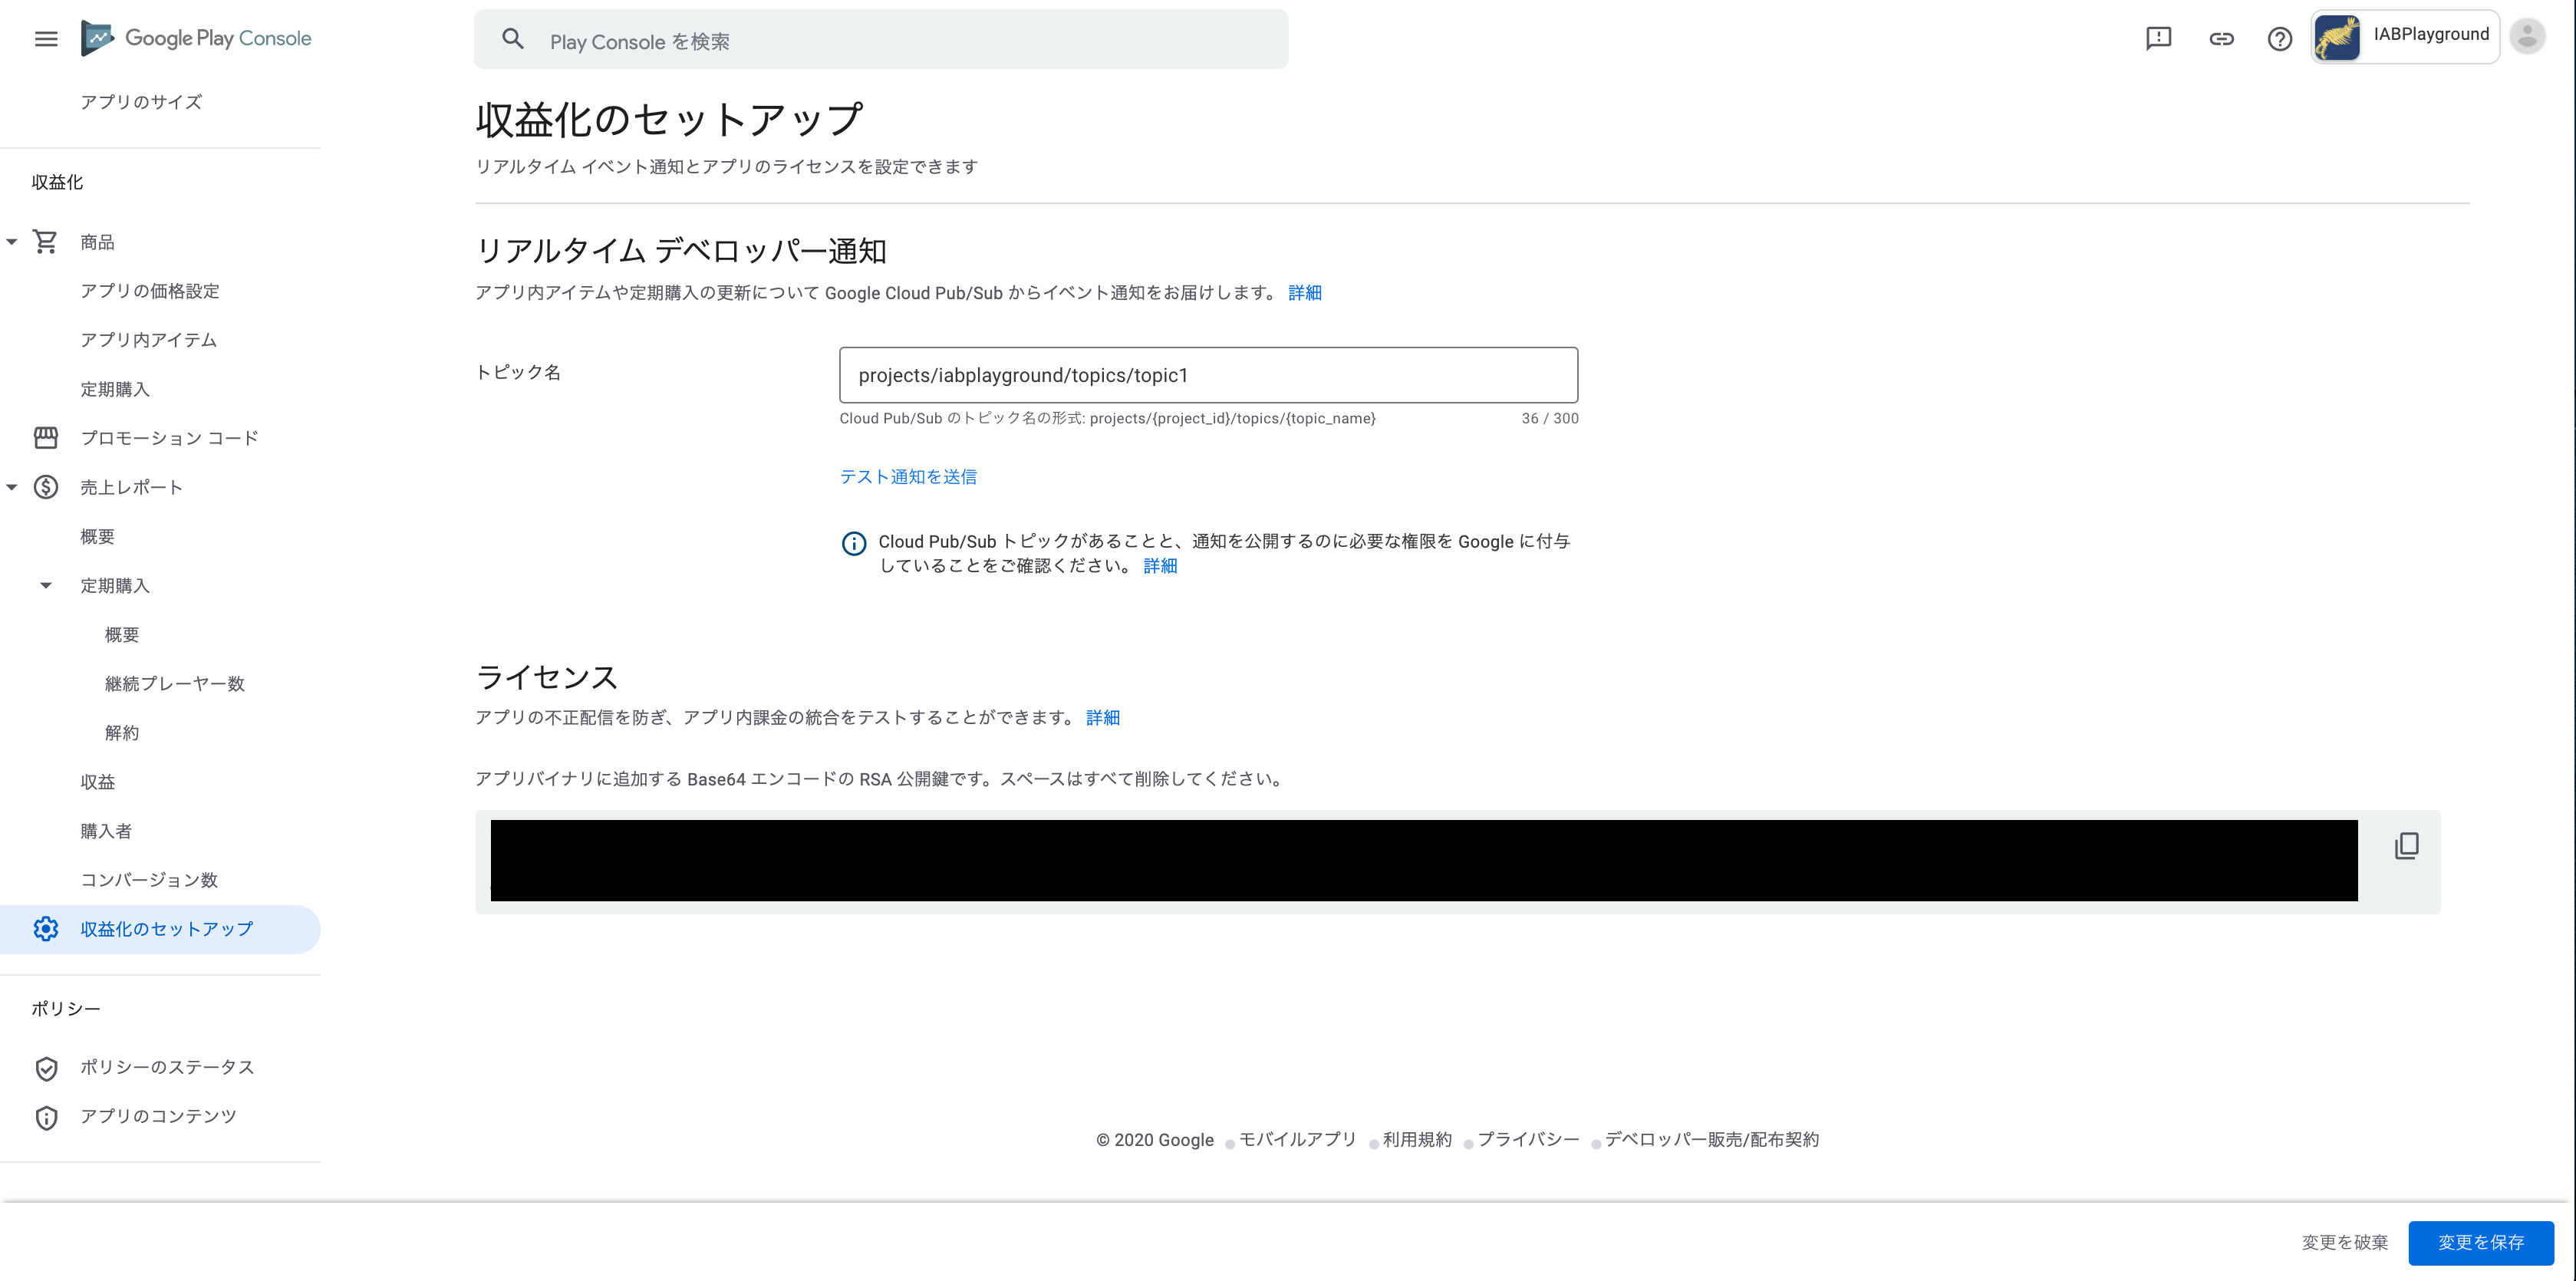 Google Play Console
Play Console を検索
IABPlayground
アプリのサイズ
収益化
商品
アプリの価格設定
アプリ内アイテム
定期購入
プロモーション コード
売上レポート
概要
定期購入
概要
継続プレーヤー数
解約
収益
購入者
コンバージョン数
収益化のセットアップ
ポリシー
ポリシーのステータス
アプリのコンテンツ
収益化のセットアップ
リアルタイム イベント通知とアプリのライセンスを設定できます
リアルタイム デベロッパー通知
アプリ内アイテムや定期購入の更新について Google Cloud Pub/Sub からイベント通知をお届けします。 詳細
トピック名
projects/iabplayground/topics/topic1
Cloud Pub/Sub のトピック名の形式: projects/{project_id}/topics/{topic_name} 36 / 300
テスト通知を送信
Cloud Pub/Sub トピックがあることと、通知を公開するのに必要な権限を Google に付与
していることをご確認ください。 詳細
ライセンス
アプリの不正配信を防ぎ、アプリ内課金の統合をテストすることができます。 詳細
アプリバイナリに追加する Base64 エンコードの RSA 公開鍵です。スペースはすべて削除してください。
© 2020 Google モバイルアプリ 利用規約 プライバシー デベロッパー販売/配布契約
変更を破棄 変更を保存